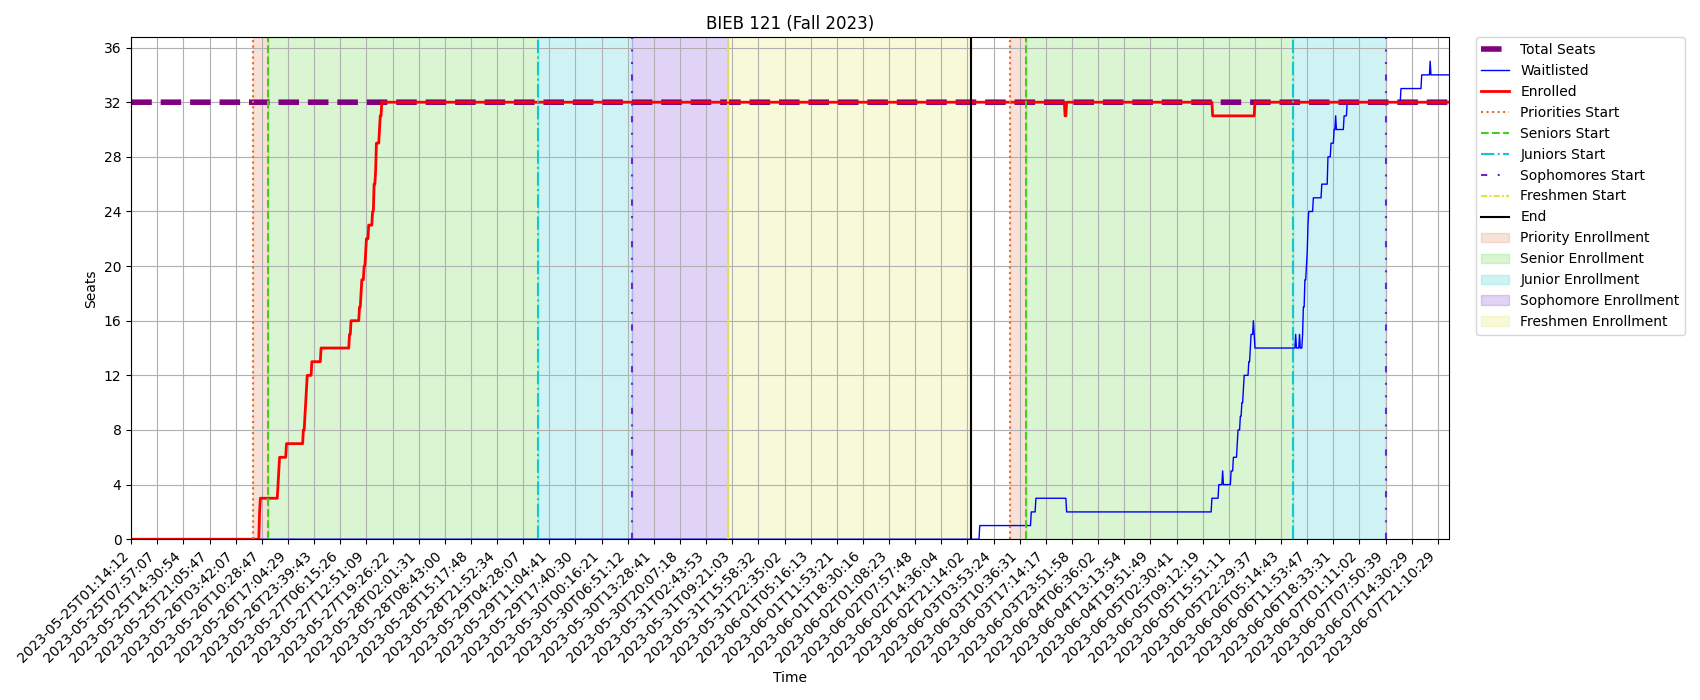 BIEB 121 (Fall 2023)
Seats
36
32
28
24
20
16
12
8
4
0
2023-05-25T01:14:12
2023-05-25T07:57:07
2023-05-25T14:30:54
2023-05-25T21:05:47
2023-05-26T03:42:07
2023-05-26T10:28:47
2023-05-26T17:04:29
2023-05-26T23:39:43
2023-05-27T06:15:26
2023-05-27T12:51:09
2023-05-27T19:26:22
2023-05-28T02:01:31
2023-05-28T08:43:00
2023-05-28T15:17:48
2023-05-28T21:52:34
2023-05-29T04:28:07
2023-05-29T11:04:41
2023-05-29T17:40:30
2023-05-30T00:16:21
2023-05-30T06:51:12
2023-05-30T13:28:41
2023-05-30T20:07:18
2023-05-31T02:43:53
2023-05-31T09:21:03
2023-05-31T15:58:32
2023-05-31T22:35:02
2023-06-01T05:16:13
2023-06-01T11:53:21
2023-06-01T18:30:16
2023-06-02T01:08:23
2023-06-02T07:57:48
2023-06-02T14:36:04
2023-06-02T21:14:02
2023-06-03T03:53:24
2023-06-03T10:36:31
2023-06-03T17:14:17
2023-06-03T23:51:58
2023-06-04T06:36:02
2023-06-04T13:13:54
2023-06-04T19:51:49
2023-06-05T02:30:41
2023-06-05T09:12:19
2023-06-05T15:51:11
2023-06-05T22:29:37
2023-06-06T05:14:43
2023-06-06T11:53:47
2023-06-06T18:33:31
2023-06-07T01:11:02
2023-06-07T07:50:39
2023-06-07T14:30:29
2023-06-07T21:10:29
Time
Total Seats
Waitlisted
Enrolled
Priorities Start
Seniors Start
Juniors Start
Sophomores Start
Freshmen Start
End
Priority Enrollment
Senior Enrollment
Junior Enrollment
Sophomore Enrollment
Freshmen Enrollment